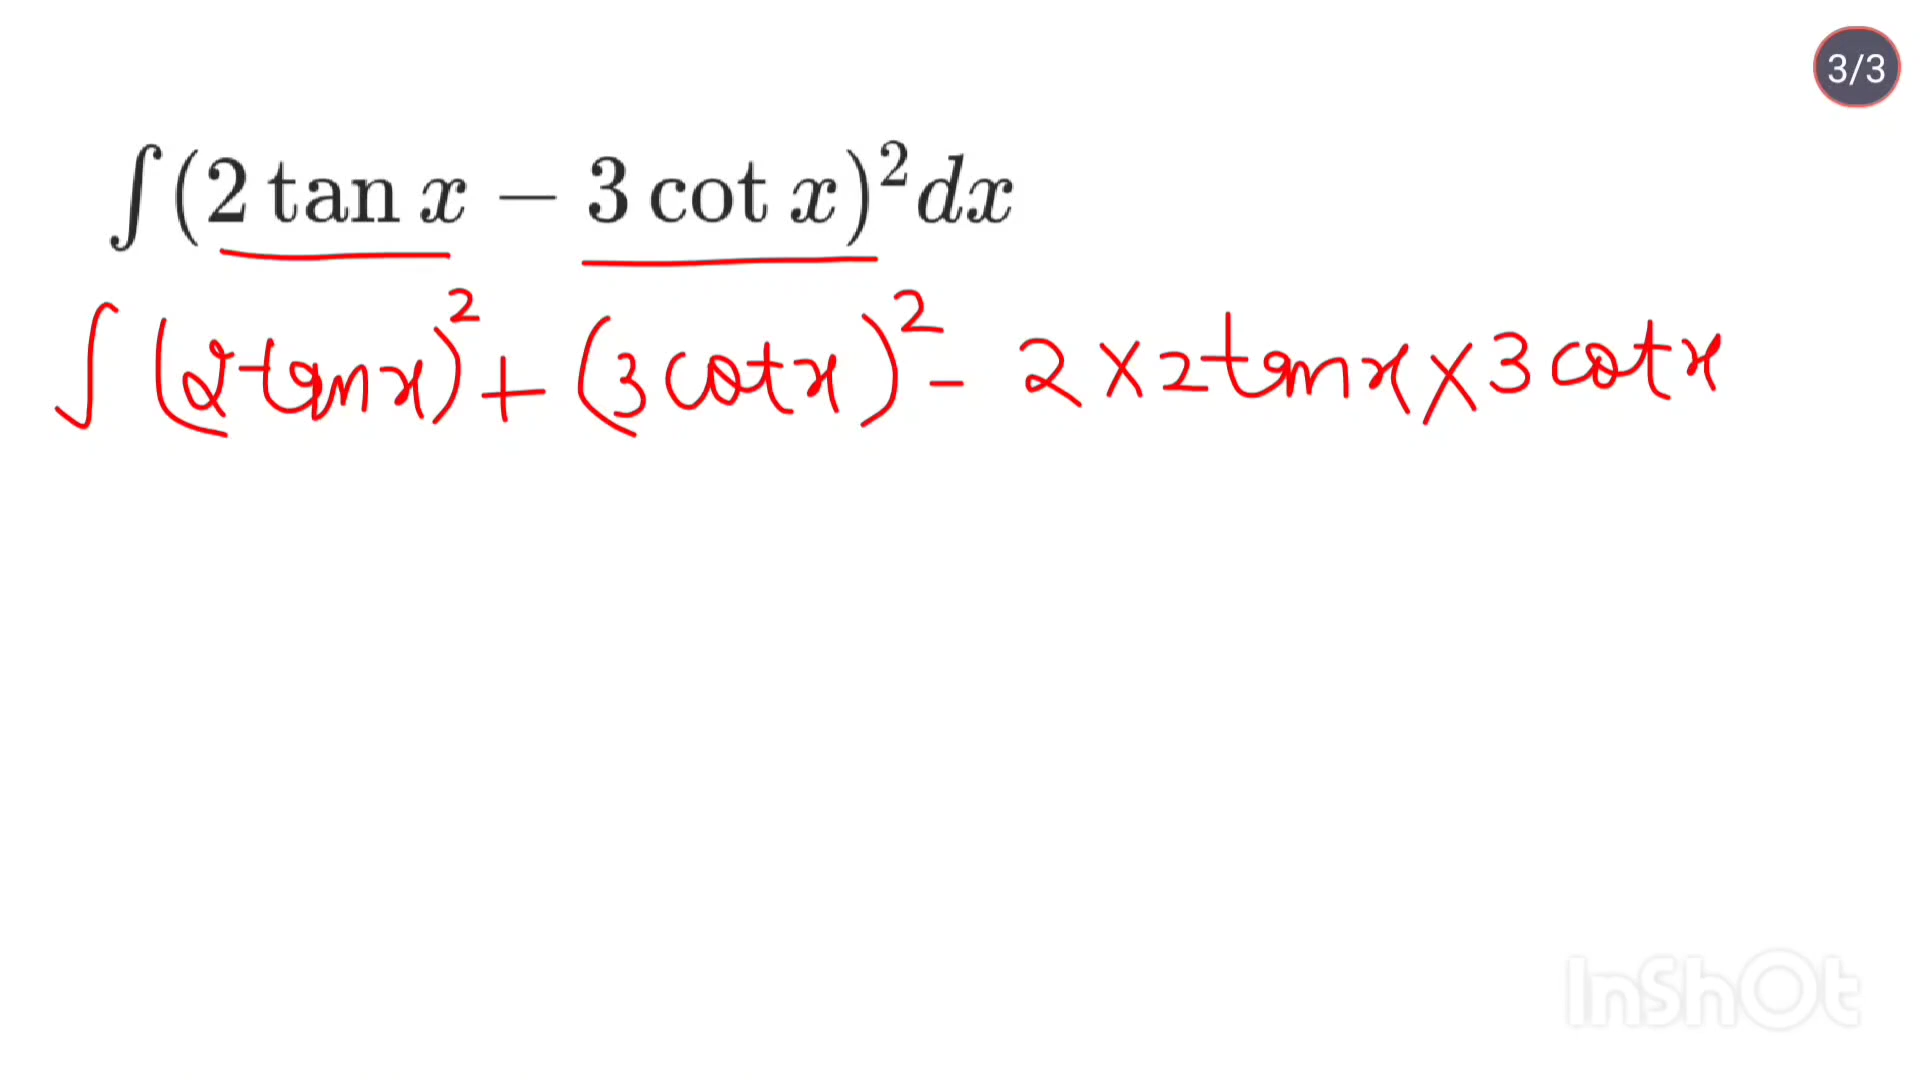 3/3
∫(2 tan x − 3 cot x)²dx
∫ (2 tan x)² + (3 cot x)² - 2 × 2 tan x × 3 cot x
InShOt